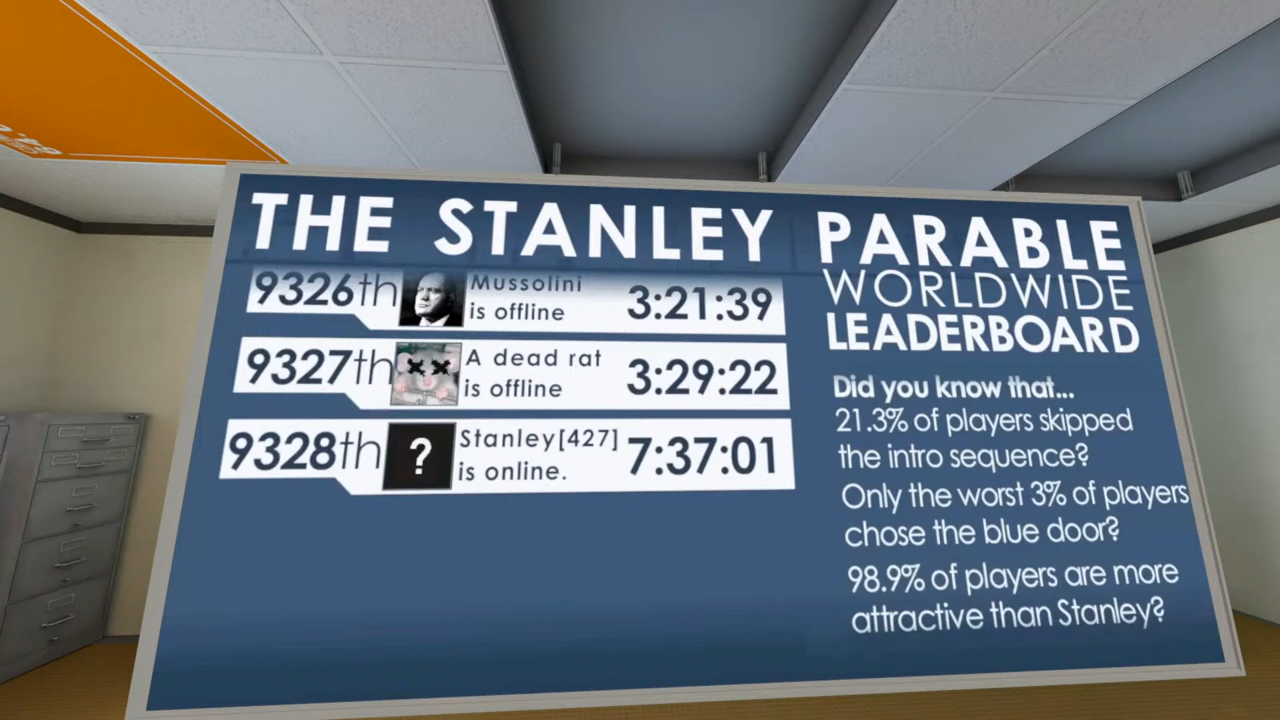 THE STANLEY PARABLE
WORLDWIDE
LEADERBOARD
9326th Mussolini is offline 3:21:39
9327th A dead rat is offline 3:29:22
9328th ? Stanley[427] is online. 7:37:01
Did you know that...
21.3% of players skipped
the intro sequence?
Only the worst 3% of players
chose the blue door?
98.9% of players are more
attractive than Stanley?